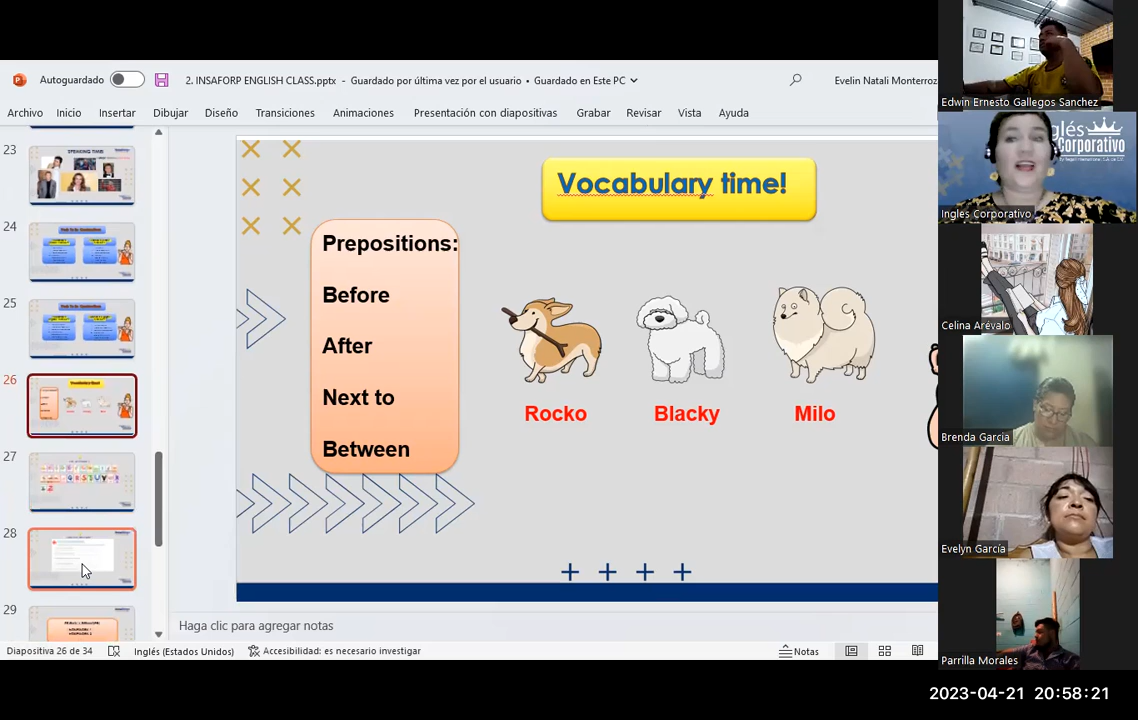 Autoguardado
2. INSAFORP ENGLISH CLASS.pptx - Guardado por última vez por el usuario • Guardado en Este PC
Evelin Natali Monterroz
Archivo Inicio Insertar Dibujar Diseño Transiciones Animaciones Presentación con diapositivas Grabar Revisar Vista Ayuda
23
24
25
26
27
28
29
Vocabulary time!
Prepositions:
Before
After
Next to
Between
Rocko Blacky Milo
Haga clic para agregar notas
Diapositiva 26 de 34 Inglés (Estados Unidos) Accesibilidad: es necesario investigar Notas
Edwin Ernesto Gallegos Sanchez
Ingles Corporativo
Celina Arévalo
Brenda Garcia
Evelyn García
Parrilla Morales
2023-04-21 20:58:21